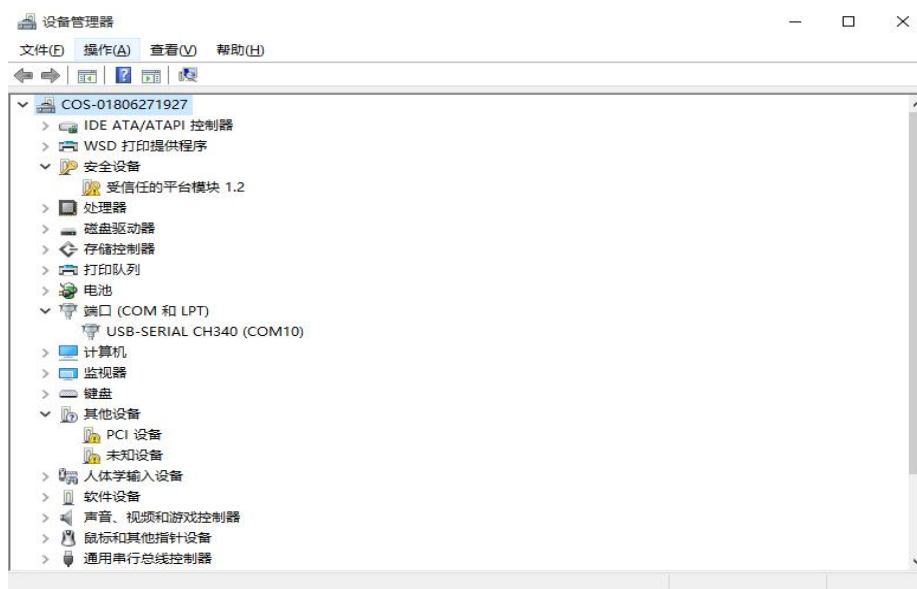 设备管理器
文件(F) 操作(A) 查看(V) 帮助(H)
COS-01806271927
IDE ATA/ATAPI 控制器
WSD 打印提供程序
安全设备
受信任的平台模块 1.2
处理器
磁盘驱动器
存储控制器
打印队列
电池
端口 (COM 和 LPT)
USB-SERIAL CH340 (COM10)
计算机
监视器
键盘
其他设备
PCI 设备
未知设备
人体学输入设备
软件设备
声音、视频和游戏控制器
鼠标和其他指针设备
通用串行总线控制器